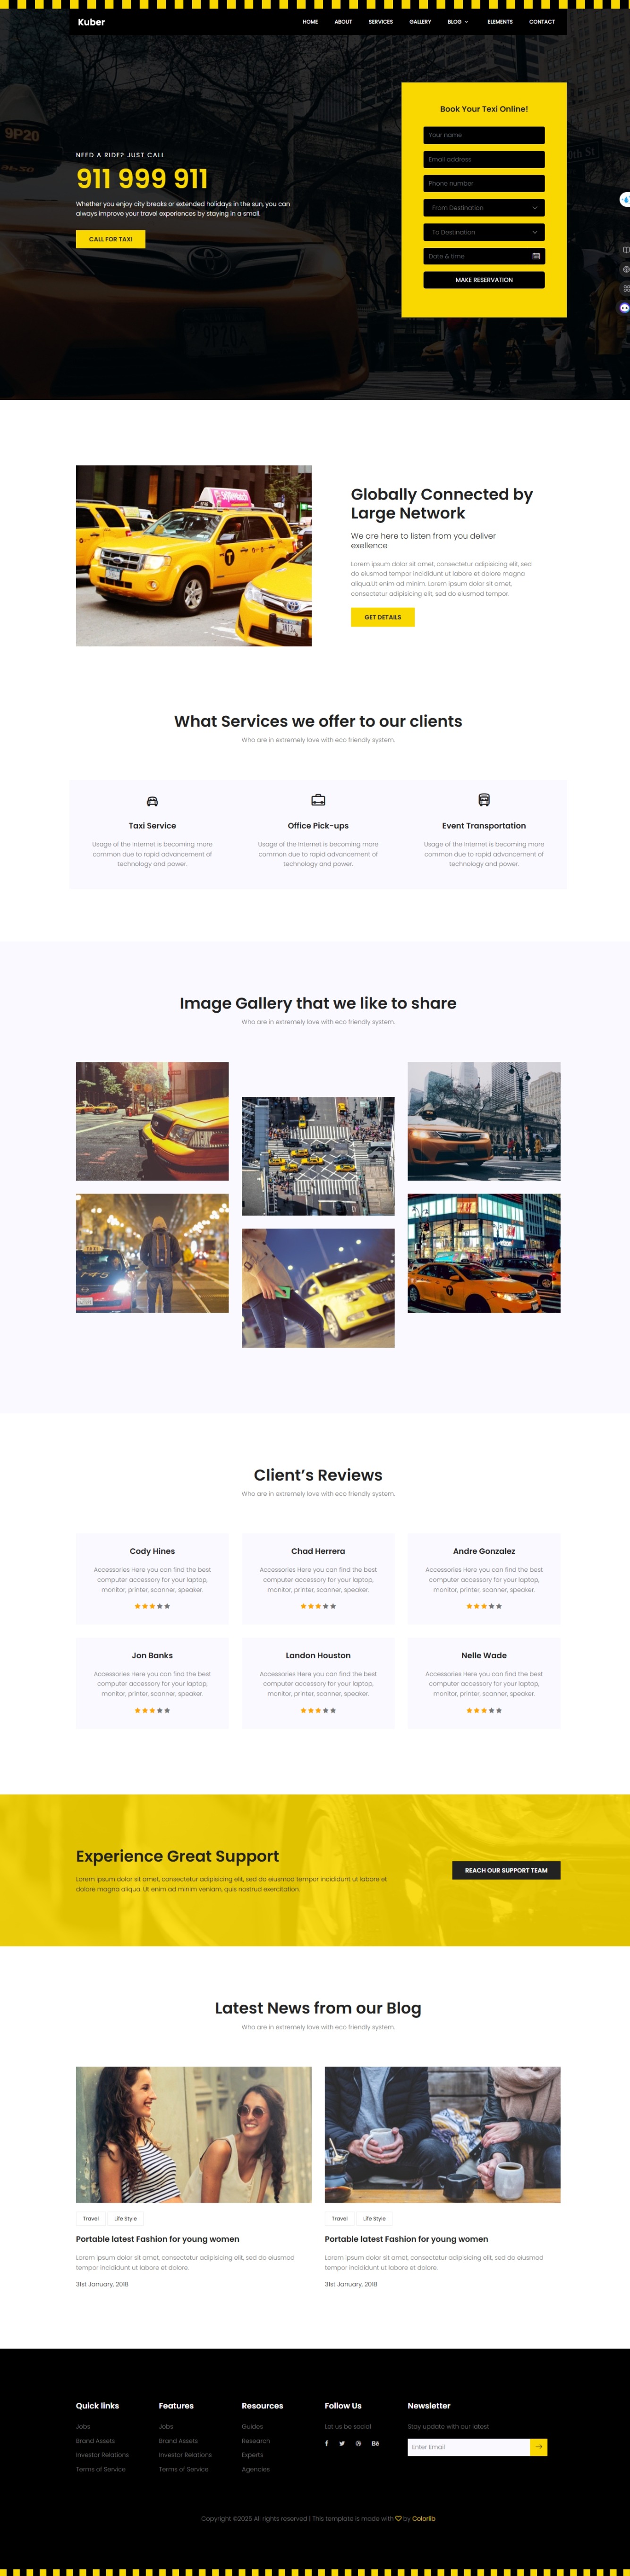 Kuber
HOME ABOUT SERVICES GALLERY BLOG ELEMENTS CONTACT
9P20
NEED A RIDE? JUST CALL
911 999 911
Whether you enjoy city breaks or extended holidays in the sun, you can
always improve your travel experiences by staying in a small.
CALL FOR TAXI
Book Your Texi Online!
Your name
Email address
Phone number
From Destination
To Destination
Date & time
MAKE RESERVATION
Globally Connected by
Large Network
We are here to listen from you deliver
exellence
Lorem ipsum dolor sit amet, consectetur adipisicing elit, sed
do eiusmod tempor incididunt ut labore et dolore magna
aliqua.Ut enim ad minim. Lorem ipsum dolor sit amet,
consectetur adipisicing elit, sed do eiusmod tempor.
GET DETAILS
What Services we offer to our clients
Who are in extremely love with eco friendly system.
Taxi Service
Usage of the Internet is becoming more
common due to rapid advancement of
technology and power.
Office Pick-ups
Usage of the Internet is becoming more
common due to rapid advancement of
technology and power.
Event Transportation
Usage of the Internet is becoming more
common due to rapid advancement of
technology and power.
Image Gallery that we like to share
Who are in extremely love with eco friendly system.
Client’s Reviews
Who are in extremely love with eco friendly system.
Cody Hines
Accessories Here you can find the best
computer accessory for your laptop,
monitor, printer, scanner, speaker.
Chad Herrera
Accessories Here you can find the best
computer accessory for your laptop,
monitor, printer, scanner, speaker.
Andre Gonzalez
Accessories Here you can find the best
computer accessory for your laptop,
monitor, printer, scanner, speaker.
Jon Banks
Accessories Here you can find the best
computer accessory for your laptop,
monitor, printer, scanner, speaker.
Landon Houston
Accessories Here you can find the best
computer accessory for your laptop,
monitor, printer, scanner, speaker.
Nelle Wade
Accessories Here you can find the best
computer accessory for your laptop,
monitor, printer, scanner, speaker.
Experience Great Support
Lorem ipsum dolor sit amet, consectetur adipisicing elit, sed do eiusmod tempor incididunt ut labore et
dolore magna aliqua. Ut enim ad minim veniam, quis nostrud exercitation.
REACH OUR SUPPORT TEAM
Latest News from our Blog
Who are in extremely love with eco friendly system.
Travel Life Style
Portable latest Fashion for young women
Lorem ipsum dolor sit amet, consectetur adipisicing elit, sed do eiusmod
tempor incididunt ut labore et dolore.
31st January, 2018
Travel Life Style
Portable latest Fashion for young women
Lorem ipsum dolor sit amet, consectetur adipisicing elit, sed do eiusmod
tempor incididunt ut labore et dolore.
31st January, 2018
Quick links
Jobs
Brand Assets
Investor Relations
Terms of Service
Features
Jobs
Brand Assets
Investor Relations
Terms of Service
Resources
Guides
Research
Experts
Agencies
Follow Us
Let us be social
Newsletter
Stay update with our latest
Enter Email
Copyright ©2025 All rights reserved | This template is made with by Colorlib